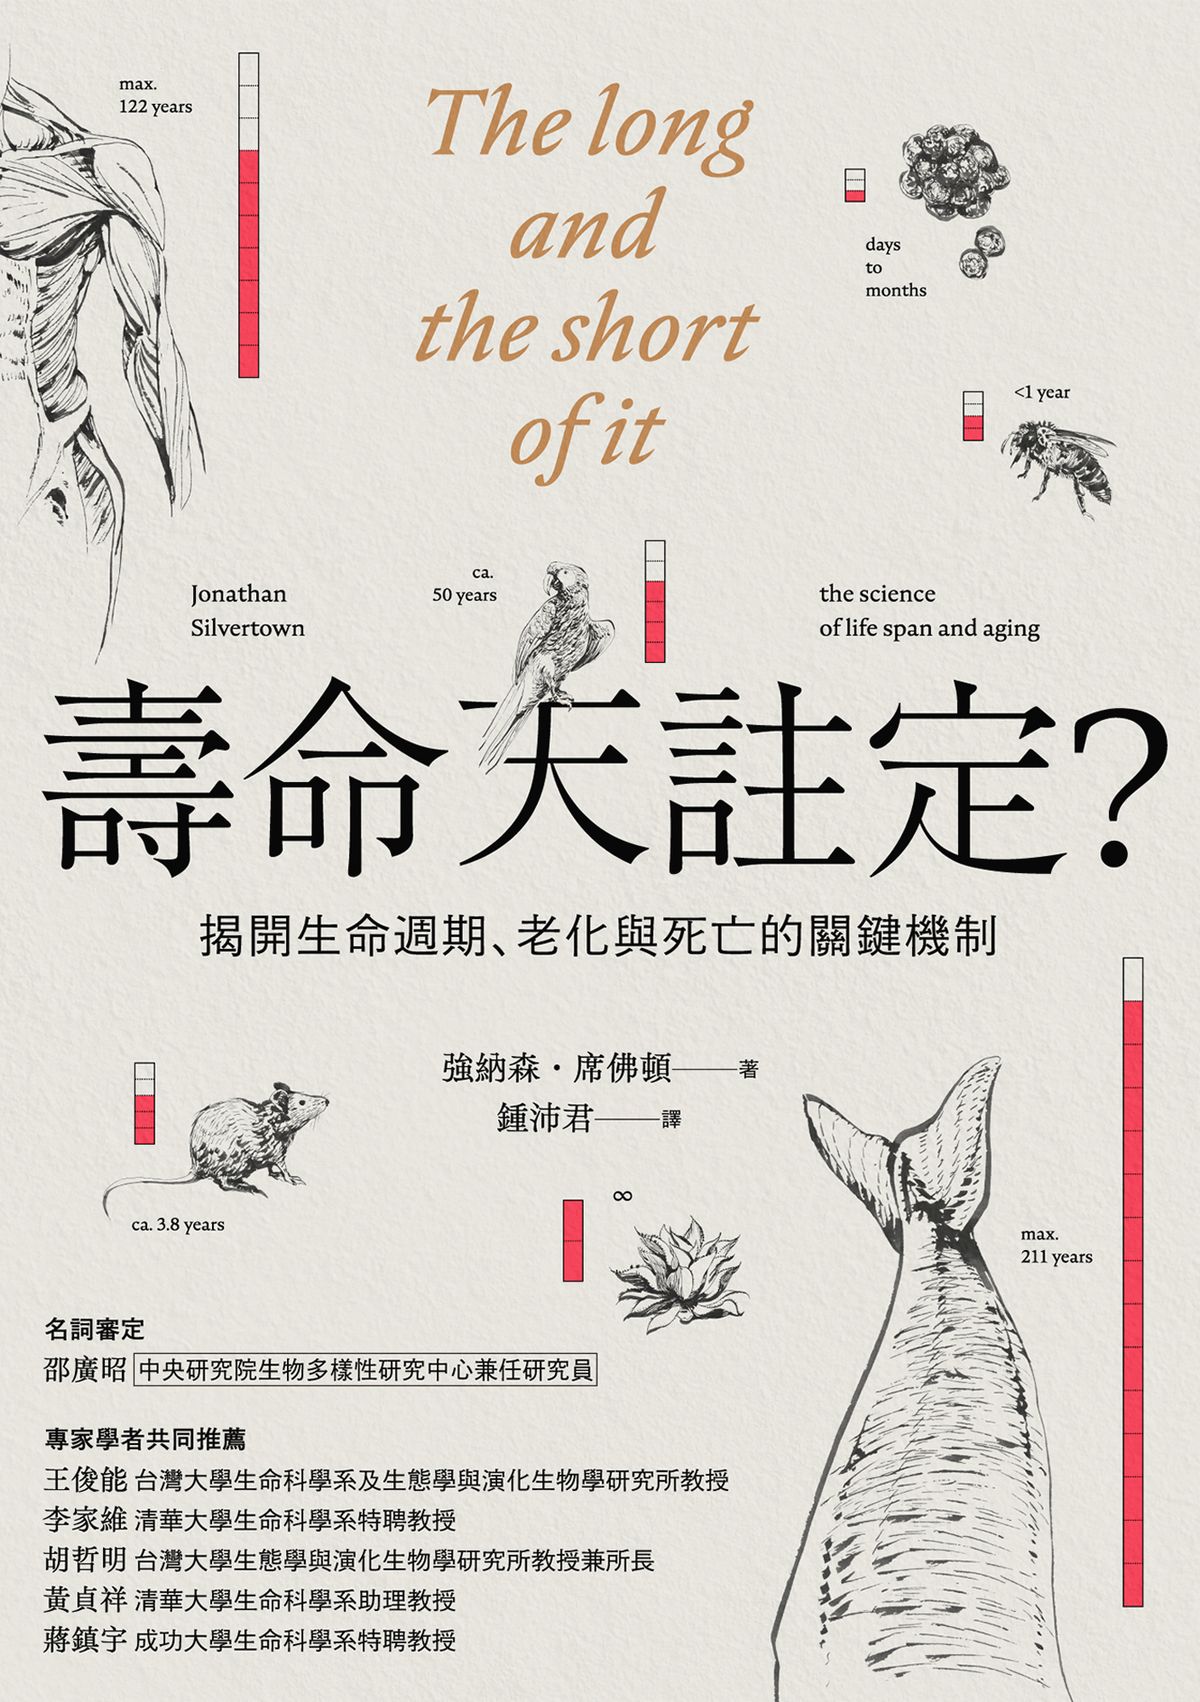 max.
122 years
The long
and
the short
of it
days
to
months
<1 year
Jonathan
Silvertown
ca.
50 years
the science
of life span and aging
壽命天註定?
揭開生命週期、老化與死亡的關鍵機制
強納森・席佛頓——著
鍾沛君——譯
ca. 3.8 years
∞
max.
211 years
名詞審定
邵廣昭 中央研究院生物多樣性研究中心兼任研究員
專家學者共同推薦
王俊能 台灣大學生命科學系及生態學與演化生物學研究所教授
李家維 清華大學生命科學系特聘教授
胡哲明 台灣大學生態學與演化生物學研究所教授兼所長
黃貞祥 清華大學生命科學系助理教授
蔣鎮宇 成功大學生命科學系特聘教授